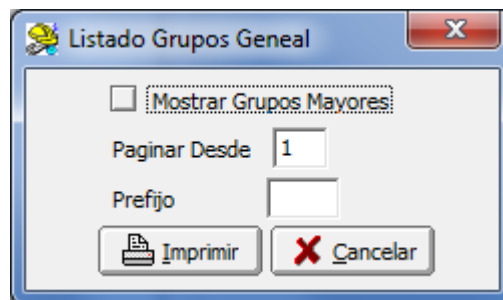 Listado Grupos Geneal
Mostrar Grupos Mayores
Paginar Desde 1
Prefijo
Imprimir Cancelar